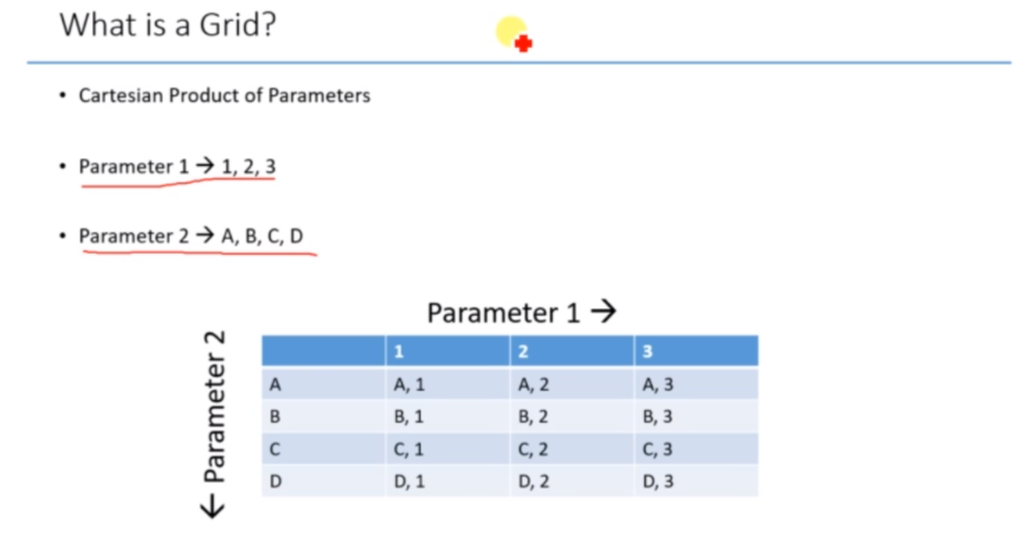 What is a Grid?
• Cartesian Product of Parameters
• Parameter 1 → 1, 2, 3
• Parameter 2 → A, B, C, D
Parameter 1 →
← Parameter 2
1 2 3
A A, 1 A, 2 A, 3
B B, 1 B, 2 B, 3
C C, 1 C, 2 C, 3
D D, 1 D, 2 D, 3